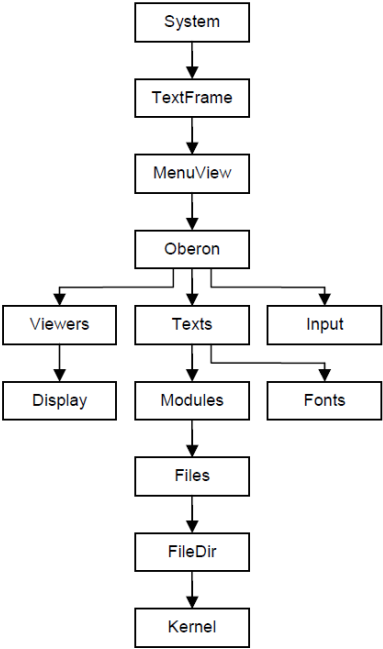 System
TextFrame
MenuView
Oberon
Viewers
Texts
Input
Display
Modules
Fonts
Files
FileDir
Kernel